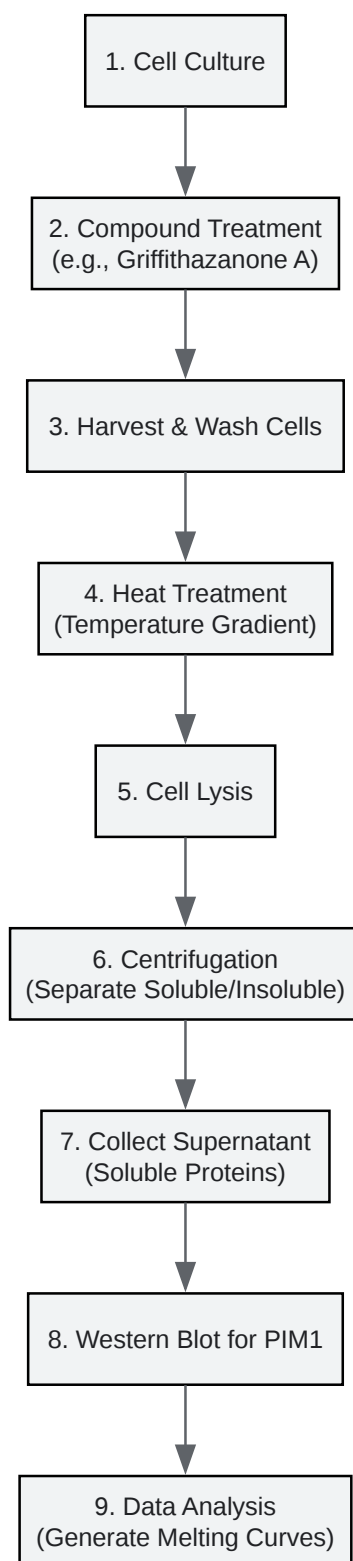 1. Cell Culture
2. Compound Treatment
(e.g., Griffithazanone A)
3. Harvest & Wash Cells
4. Heat Treatment
(Temperature Gradient)
5. Cell Lysis
6. Centrifugation
(Separate Soluble/Insoluble)
7. Collect Supernatant
(Soluble Proteins)
8. Western Blot for PIM1
9. Data Analysis
(Generate Melting Curves)